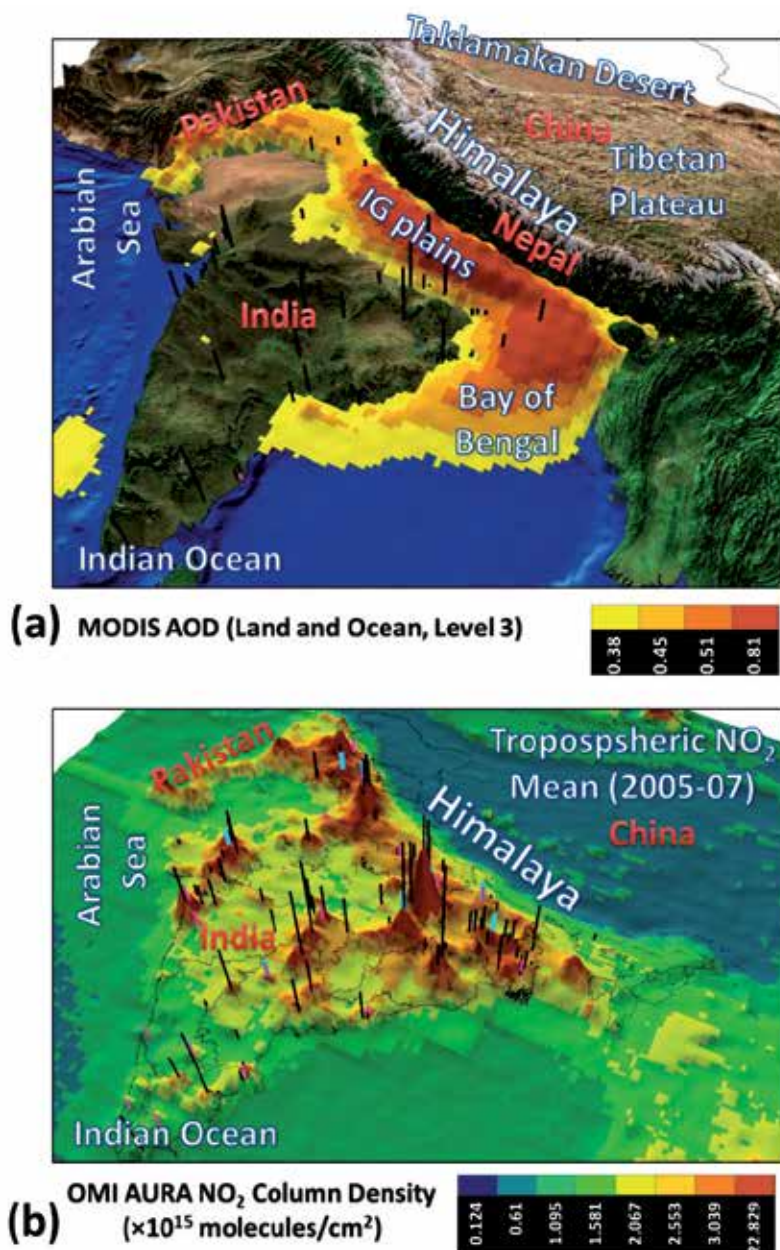 Taklamakan Desert
Pakistan
Himalaya
China
Tibetan
Plateau
Arabian
Sea
IG plains
Nepal
India
Bay of
Bengal
Indian Ocean
(a) MODIS AOD (Land and Ocean, Level 3)
0.38 0.45 0.51 0.81
Pakistan
Tropospsheric NO₂
Mean (2005-07)
China
Himalaya
Arabian
Sea
India
Indian Ocean
OMI AURA NO₂ Column Density
(b) (×10¹⁵ molecules/cm²)
0.124 0.61 1.095 1.581 2.067 2.553 3.039 22.829